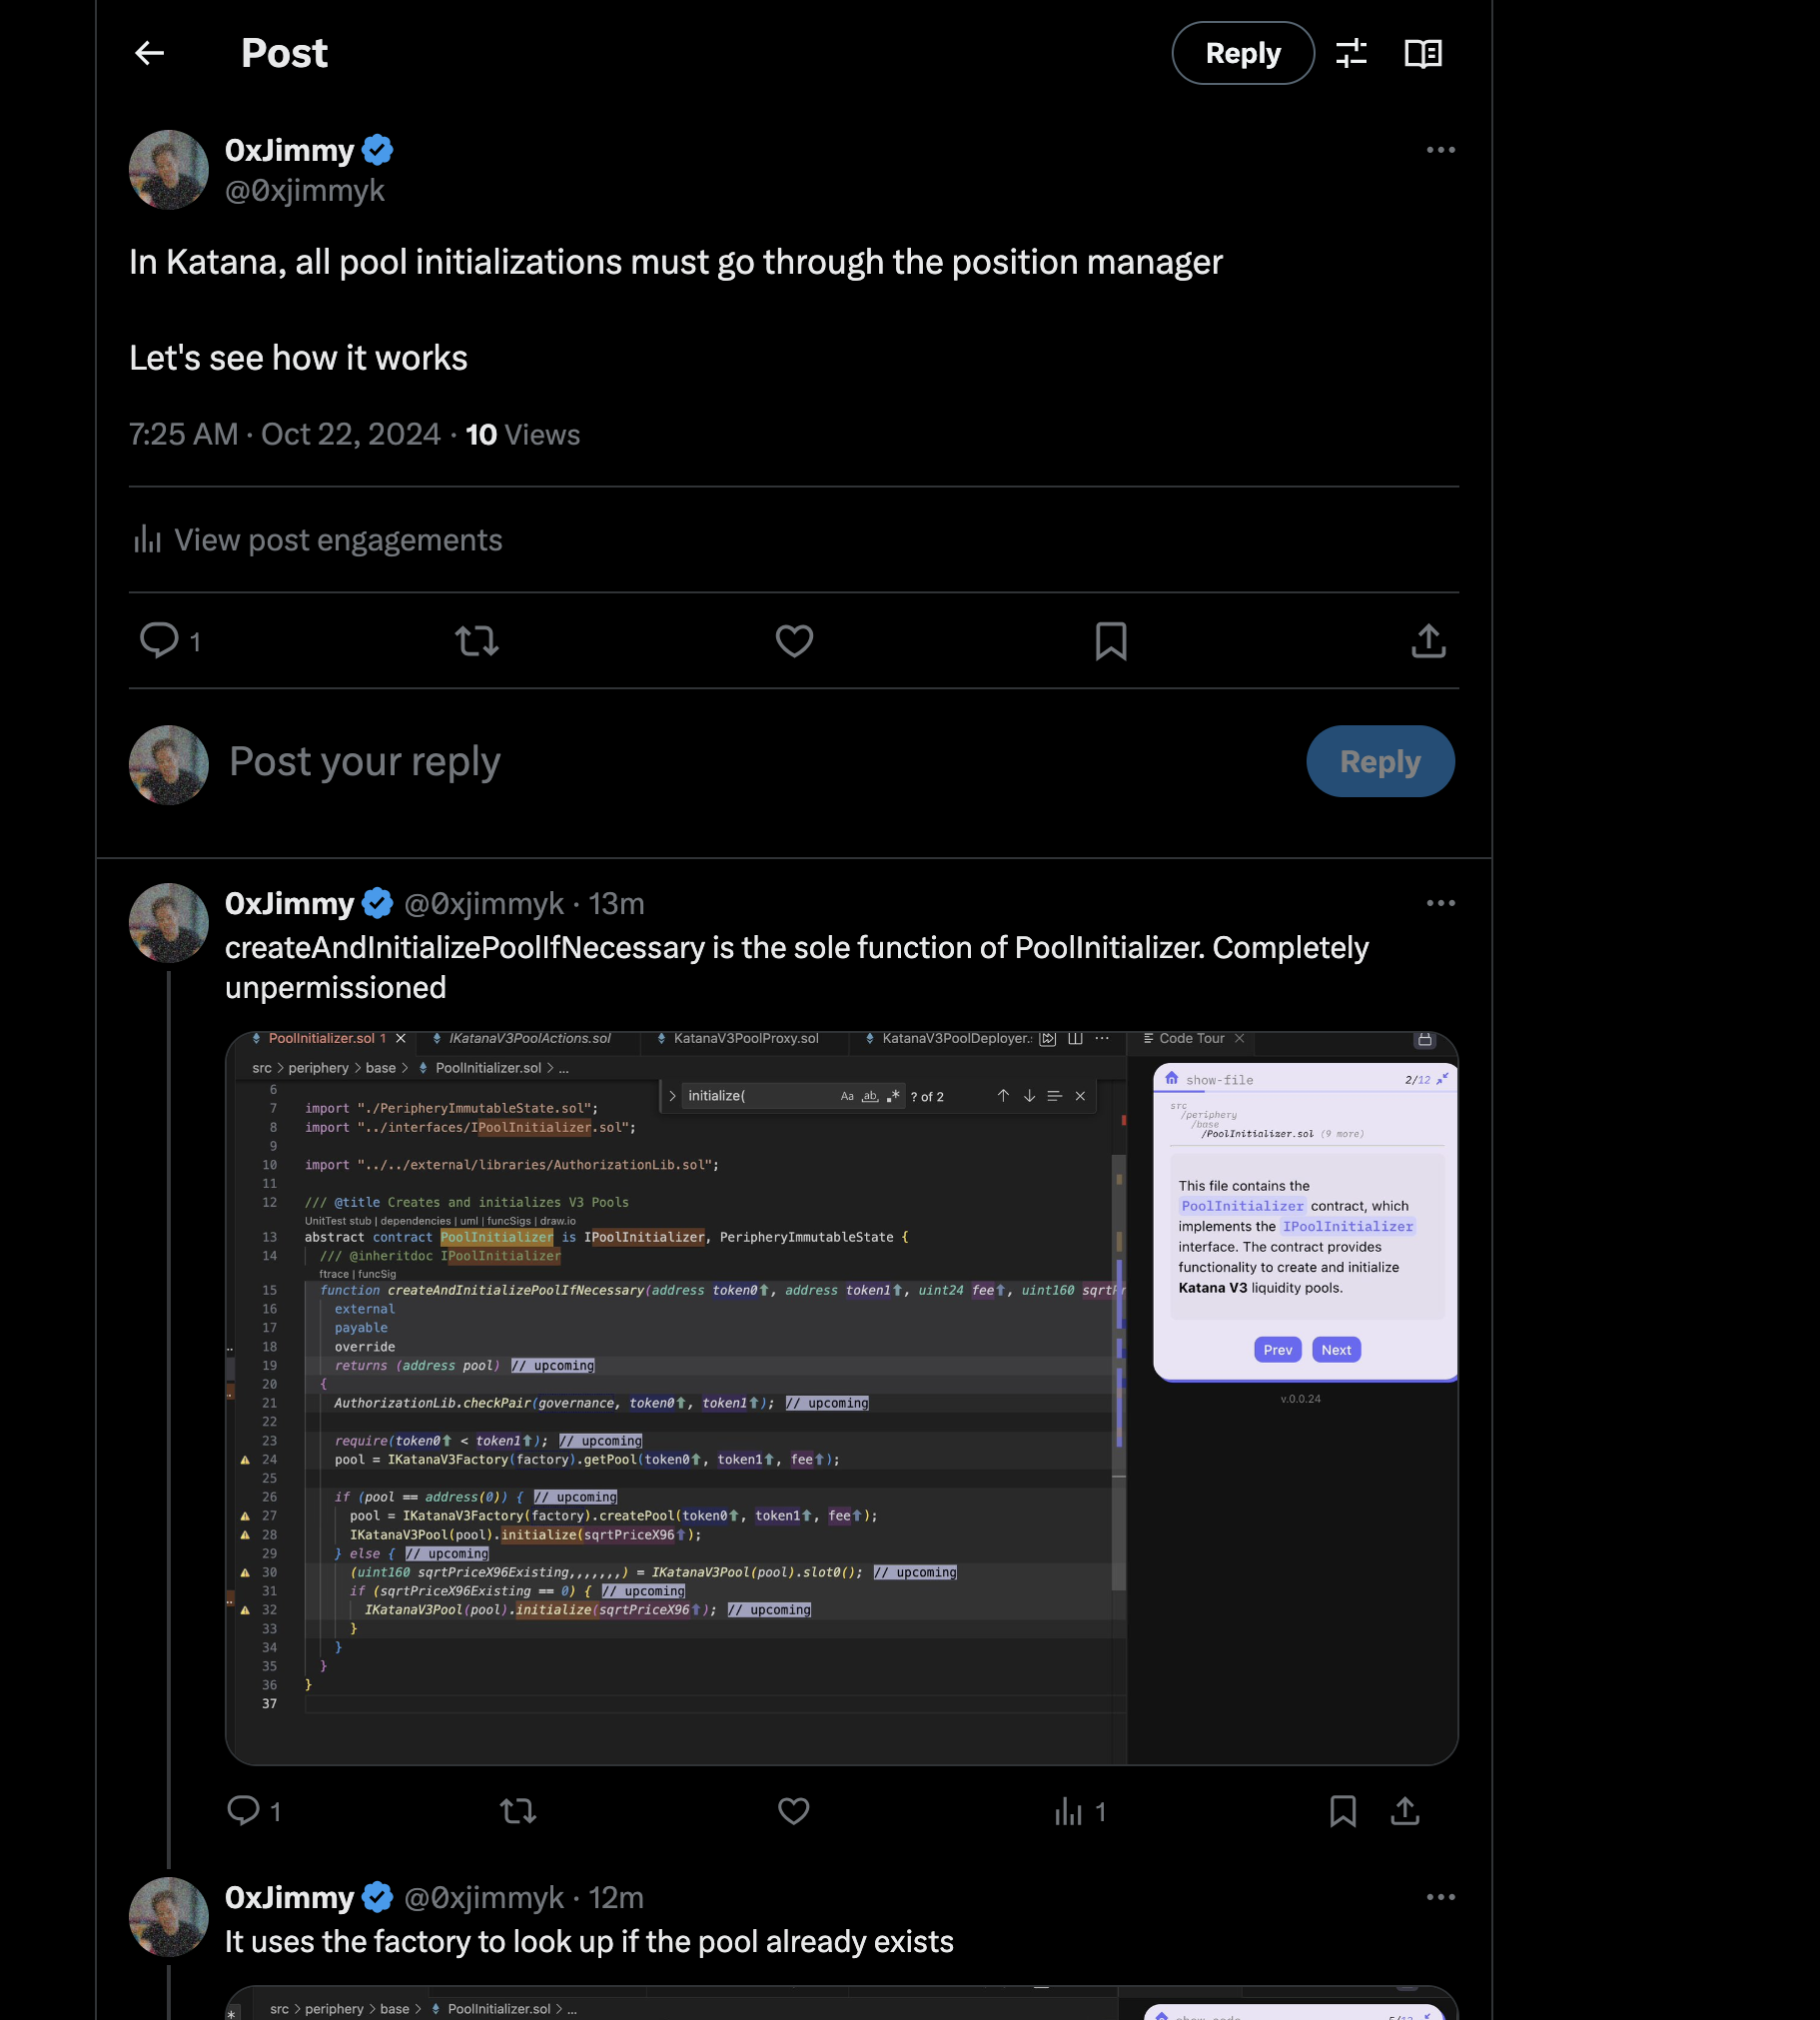 Post
Reply
0xJimmy
@0xjimmyk
In Katana, all pool initializations must go through the position manager
Let's see how it works
7:25 AM · Oct 22, 2024 · 10 Views
View post engagements
1
Post your reply
Reply
0xJimmy @0xjimmyk · 13m
createAndInitializePoolIfNecessary is the sole function of PoolInitializer. Completely
unpermissioned
PoolInitializer.sol 1 IKatanaV3PoolActions.sol KatanaV3PoolProxy.sol KatanaV3PoolDeployer.: Code Tour
src > periphery > base > PoolInitializer.sol > ...
initialize( Aa ab .* ? of 2
6
7 import "./PeripheryImmutableState.sol";
8 import "../interfaces/IPoolInitializer.sol";
9
10 import "../../external/libraries/AuthorizationLib.sol";
11
12 /// @title Creates and initializes V3 Pools
UnitTest stub | dependencies | uml | funcSigs | draw.io
13 abstract contract PoolInitializer is IPoolInitializer, PeripheryImmutableState {
14 /// @inheritdoc IPoolInitializer
ftrace | funcSig
15 function createAndInitializePoolIfNecessary(address token0⬆, address token1⬆, uint24 fee⬆, uint160 sqrtPr
16 external
17 payable
18 override
19 returns (address pool) // upcoming
20 {
21 AuthorizationLib.checkPair(governance, token0⬆, token1⬆); // upcoming
22
23 require(token0⬆ < token1⬆); // upcoming
24 pool = IKatanaV3Factory(factory).getPool(token0⬆, token1⬆, fee⬆);
25
26 if (pool == address(0)) { // upcoming
27 pool = IKatanaV3Factory(factory).createPool(token0⬆, token1⬆, fee⬆);
28 IKatanaV3Pool(pool).initialize(sqrtPriceX96⬆);
29 } else { // upcoming
30 (uint160 sqrtPriceX96Existing,,,,,,,) = IKatanaV3Pool(pool).slot0(); // upcoming
31 if (sqrtPriceX96Existing == 0) { // upcoming
32 IKatanaV3Pool(pool).initialize(sqrtPriceX96⬆); // upcoming
33 }
34 }
35 }
36 }
37
show-file 2/12
src
/periphery
/base
/PoolInitializer.sol (9 more)
This file contains the
PoolInitializer contract, which
implements the IPoolInitializer
interface. The contract provides
functionality to create and initialize
Katana V3 liquidity pools.
Prev Next
v.0.0.24
1 1
0xJimmy @0xjimmyk · 12m
It uses the factory to look up if the pool already exists
src > periphery > base > PoolInitializer.sol > ...